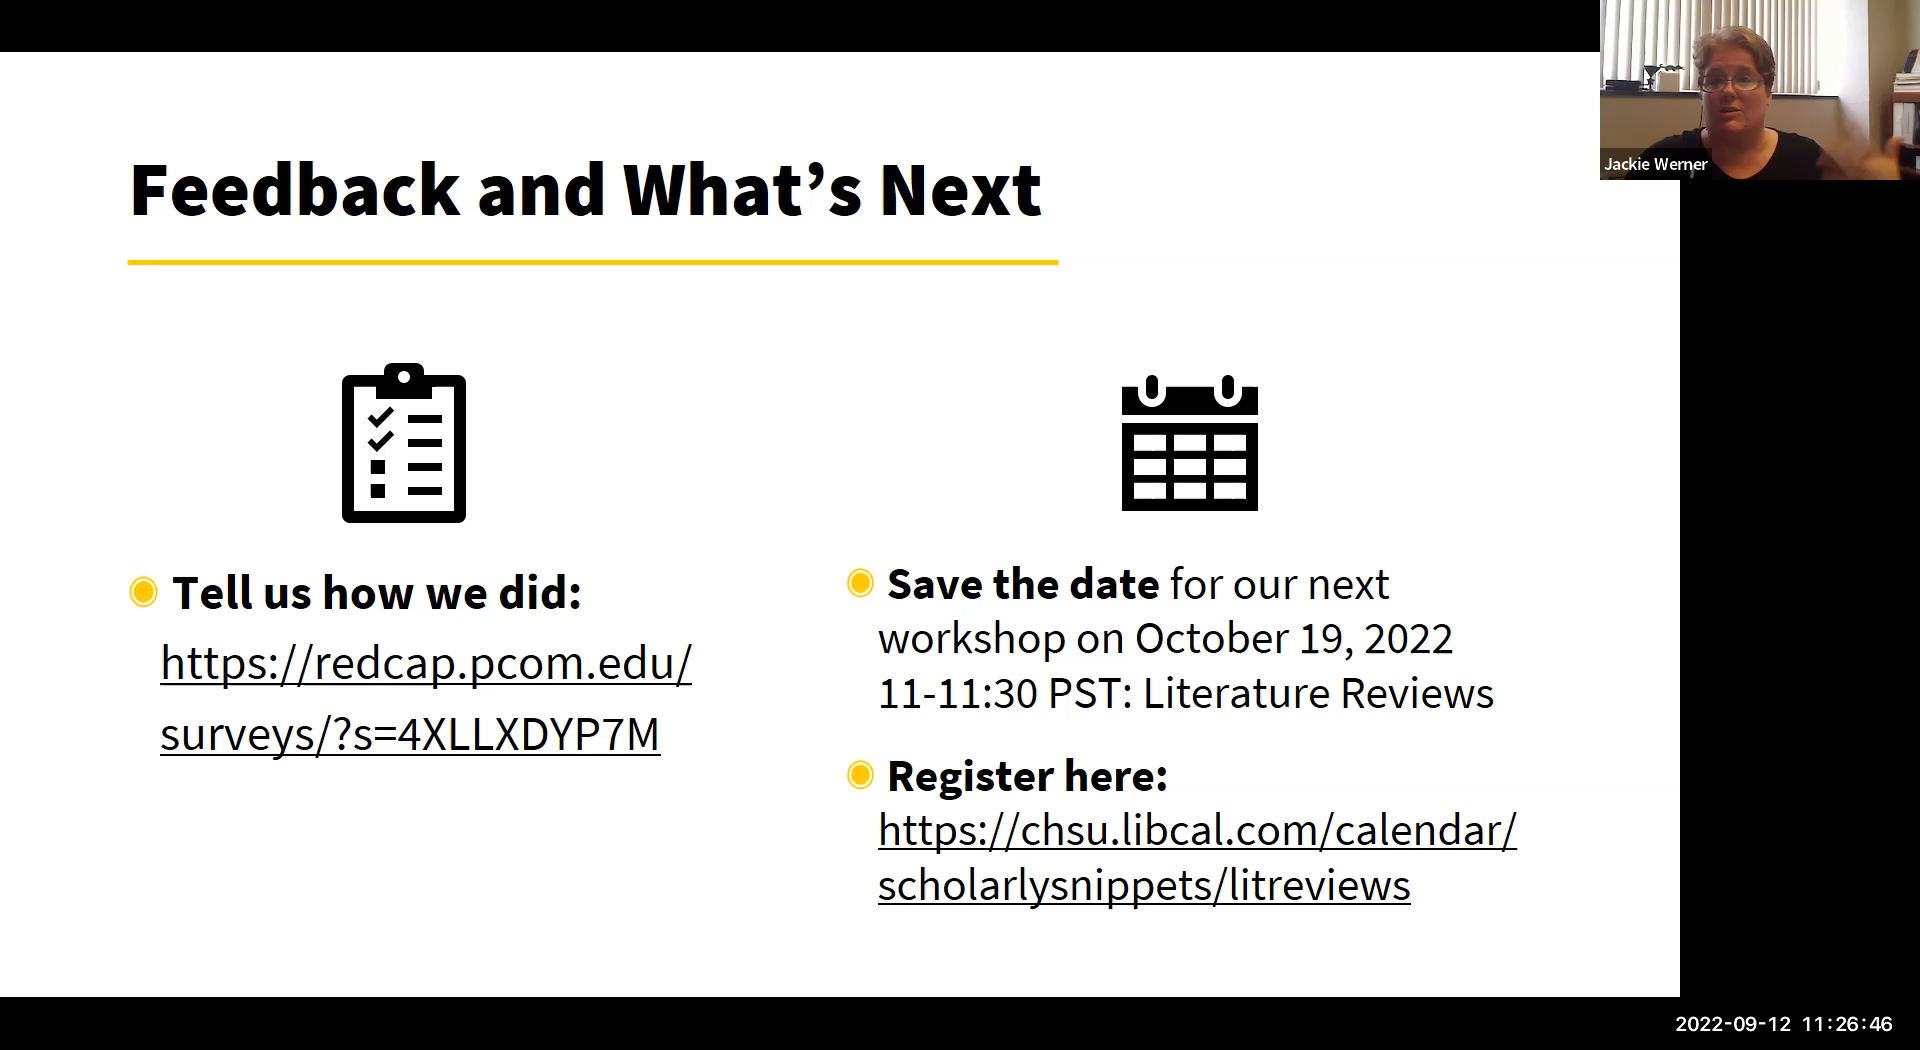 Jackie Werner
Feedback and What’s Next
Tell us how we did:
https://redcap.pcom.edu/
surveys/?s=4XLLXDYP7M
Save the date for our next
workshop on October 19, 2022
11-11:30 PST: Literature Reviews
Register here:
https://chsu.libcal.com/calendar/
scholarlysnippets/litreviews
2022-09-12 11:26:46